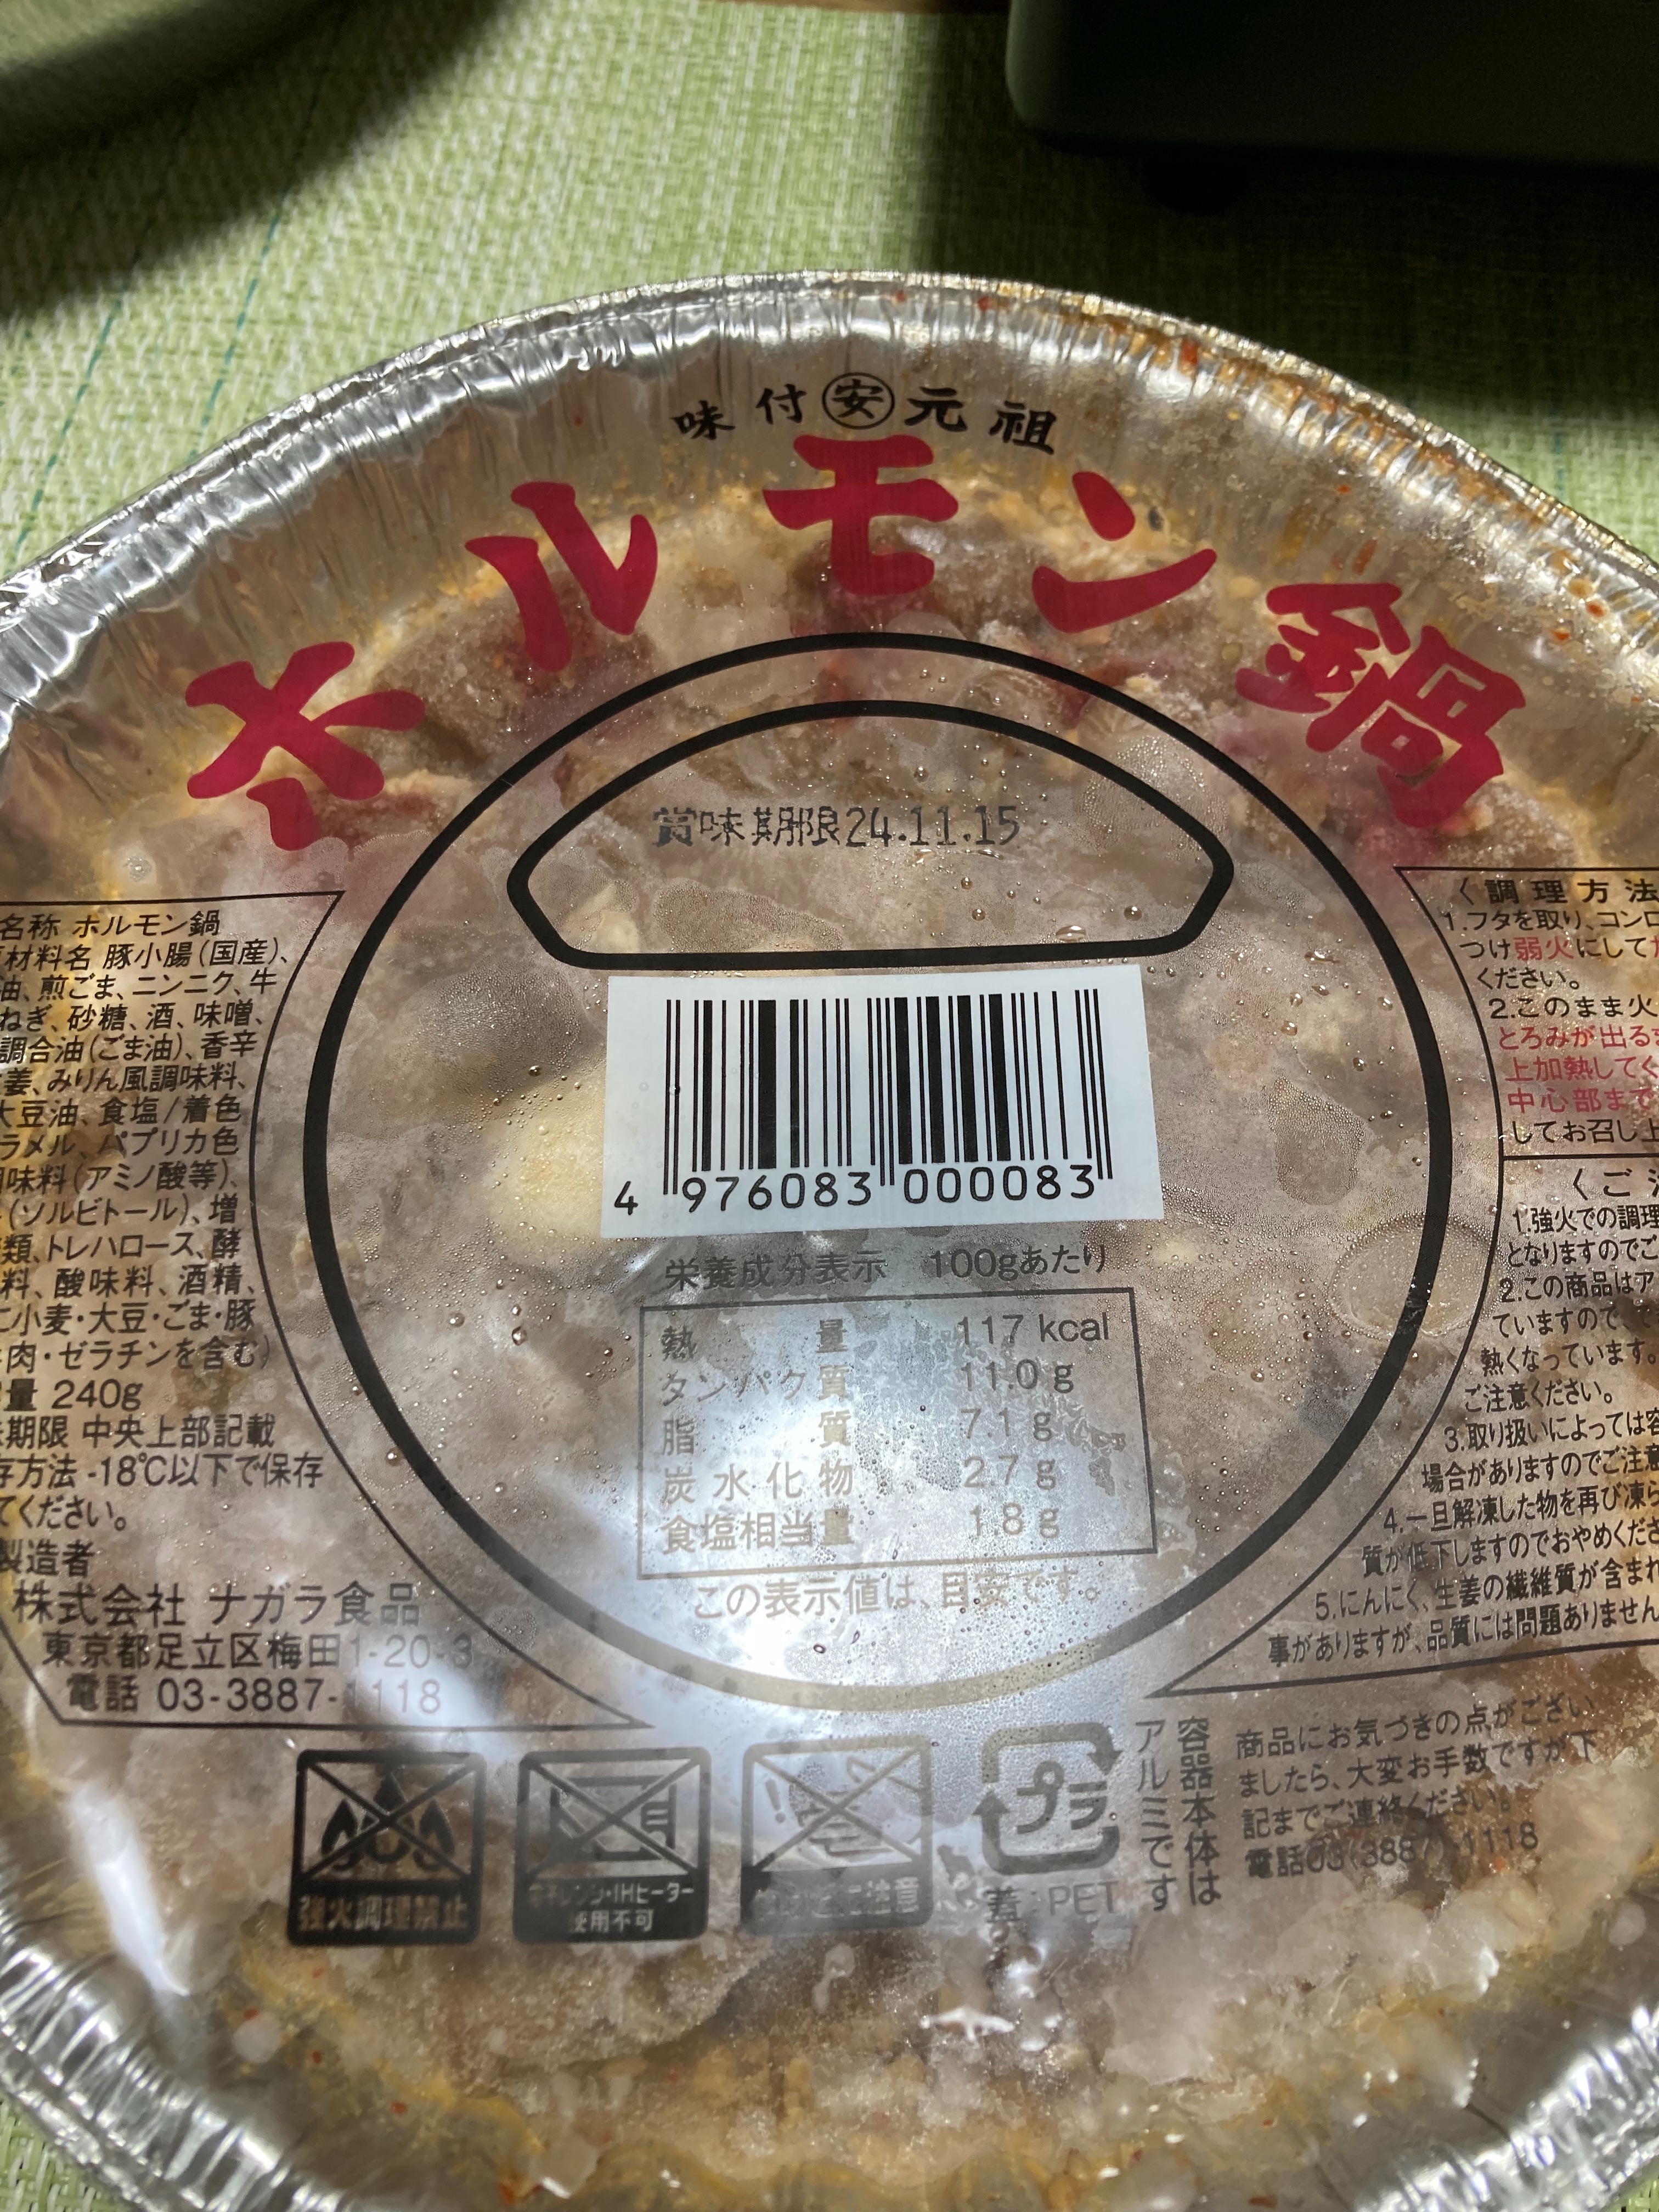 味付㊛元祖
ホルモン鍋
賞味期限24.11.15
名称 ホルモン鍋
材料名 豚小腸(国産)、
油、煎ごま、ニンニク、牛
ねぎ、砂糖、酒、味噌、
調合油(ごま油)、香辛
姜、みりん風調味料、
大豆油、食塩/着色
ラメル、パプリカ色
味料(アミノ酸等)、
(ソルビトール)、増
類、トレハロース、酵
料、酸味料、酒精、
小麦・大豆・ごま・豚
肉・ゼラチンを含む)
量 240g
期限 中央上部記載
存方法 -18℃以下で保存
てください。
製造者
株式会社 ナガラ食品
東京都足立区梅田1-20-3
電話 03-3887-1118
4 976083 000083
栄養成分表示 100gあたり
熱量 117 kcal
タンパク質 11.0 g
脂質 7.1 g
炭水化物 2.7 g
食塩相当量 1.8 g
この表示値は、目安です。
〈調理方法
1.フタを取り、コンロ
つけ弱火にして
ください。
2.このまま火
とろみが出るま
上加熱してく
中心部まで
してお召し上
〈ご
1.強火での調理
となりますのでご
2.この商品はア
ていますので、
熱くなっています。
ご注意ください。
3.取り扱いによっては容
場合がありますのでご注意
4.一旦解凍した物を再び凍ら
質が低下しますのでおやめくださ
5.にんにく、生姜の繊維質が含まれ
事がありますが、品質には問題ありません
強火調理禁止
電子レンジ・IHヒーター
使用不可
ご注意
プラ
蓋:PET
容器本体は
アルミです
商品にお気づきの点がござい
ましたら、大変お手数ですが下
記までご連絡ください。
電話03(3887)1118